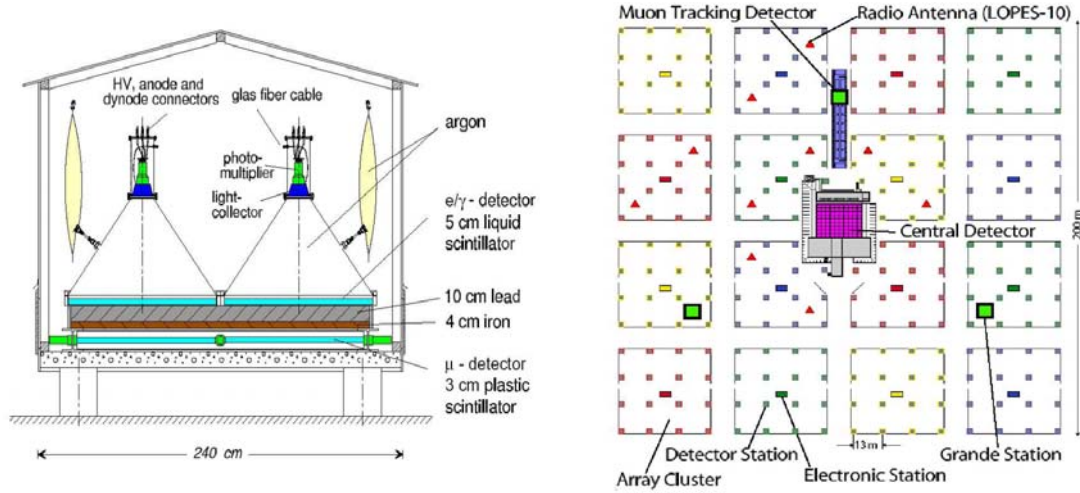 HV, anode and
dynode connectors
glas fiber cable
argon
photo-
multiplier
light-
collector
e/γ - detector
5 cm liquid
scintillator
10 cm lead
4 cm iron
μ - detector
3 cm plastic
scintillator
240 cm
Muon Tracking Detector
Radio Antenna (LOPES-10)
Central Detector
200 m
13 m
Detector Station
Grande Station
Array Cluster
Electronic Station